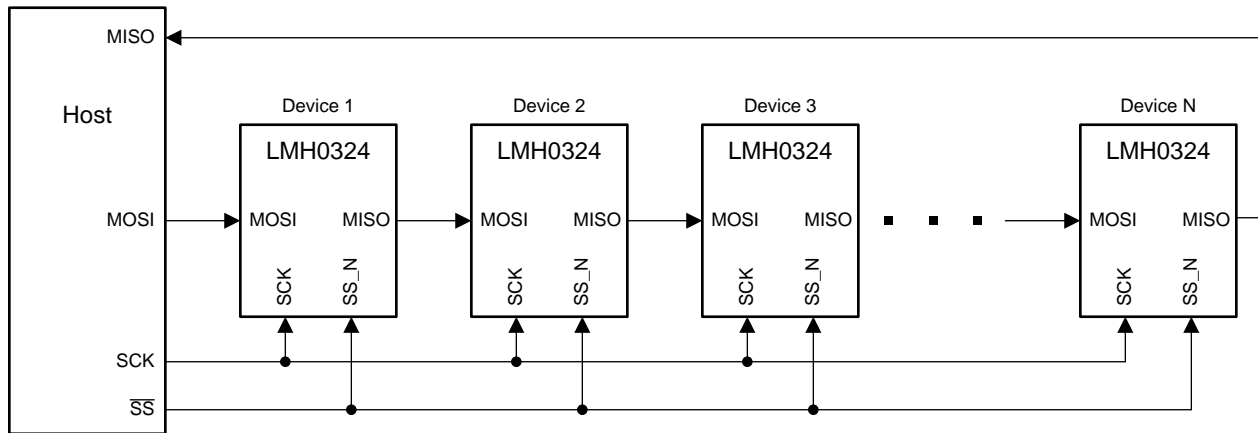 MISO
Host
Device 1
Device 2
Device 3
Device N
LMH0324
LMH0324
LMH0324
LMH0324
MOSI
MOSI
MISO
MOSI
MISO
MOSI
MISO
MOSI
MISO
SCK
SS_N
SCK
SS_N
SCK
SS_N
SCK
SS_N
SCK
SS